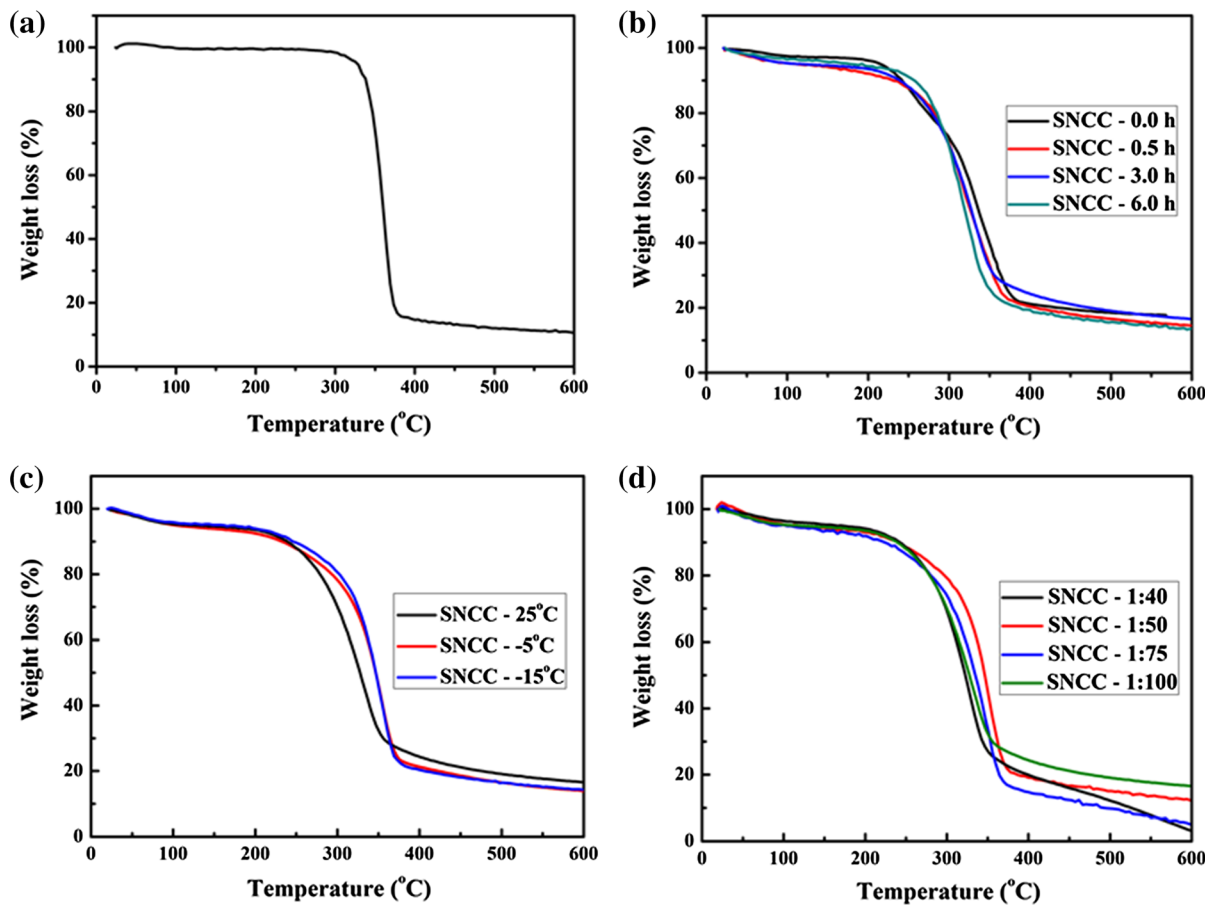 (a)
100
80
60
40
20
0
0 100 200 300 400 500 600
Weight loss (%)
Temperature (°C)
(b)
100
80
60
40
20
0
0 100 200 300 400 500 600
Weight loss (%)
Temperature (°C)
SNCC - 0.0 h
SNCC - 0.5 h
SNCC - 3.0 h
SNCC - 6.0 h
(c)
100
80
60
40
20
0
0 100 200 300 400 500 600
Weight loss (%)
Temperature (°C)
SNCC - 25°C
SNCC - -5°C
SNCC - -15°C
(d)
100
80
60
40
20
0
0 100 200 300 400 500 600
Weight loss (%)
Temperature (°C)
SNCC - 1:40
SNCC - 1:50
SNCC - 1:75
SNCC - 1:100